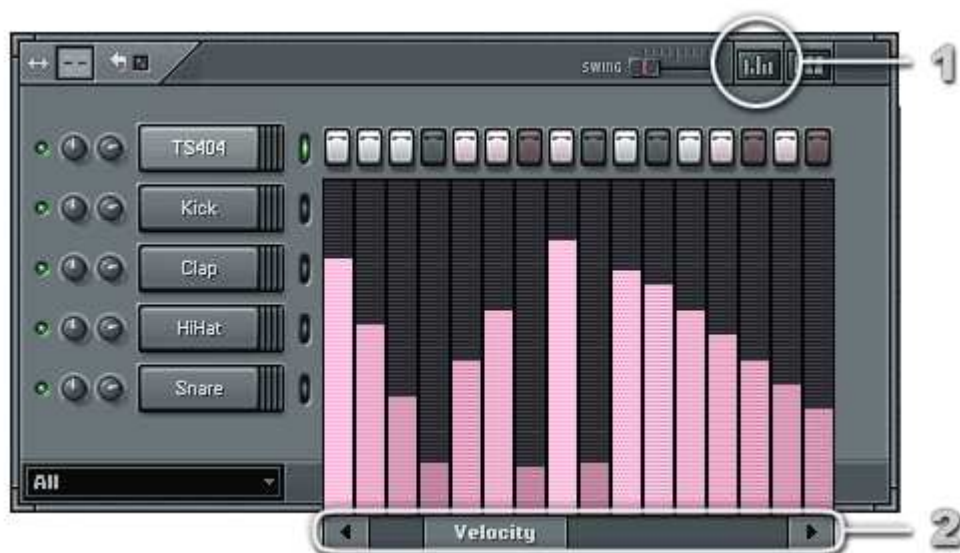 SWING
1
TS404
Kick
Clap
HiHat
Snare
All
Velocity
2